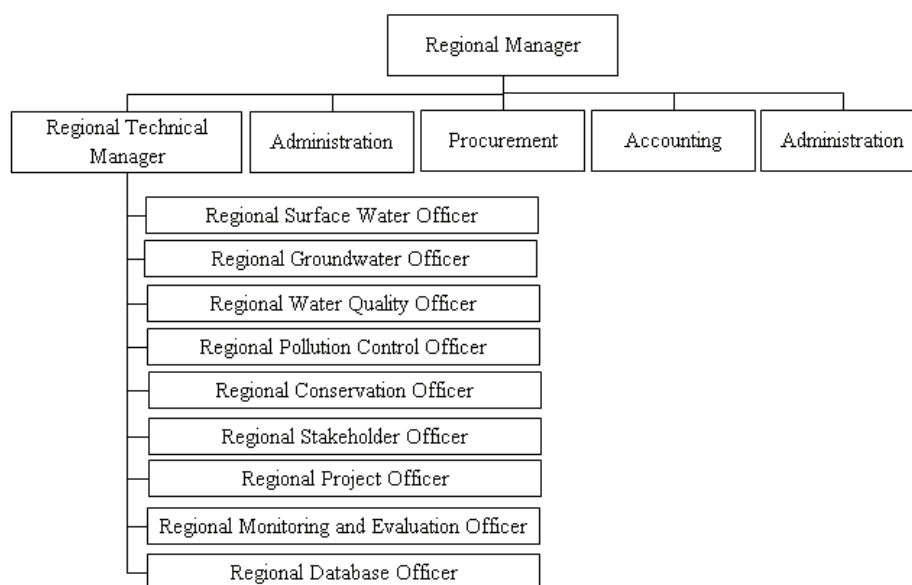 Regional Manager
Regional Technical
Manager
Administration
Procurement
Accounting
Administration
Regional Surface Water Officer
Regional Groundwater Officer
Regional Water Quality Officer
Regional Pollution Control Officer
Regional Conservation Officer
Regional Stakeholder Officer
Regional Project Officer
Regional Monitoring and Evaluation Officer
Regional Database Officer